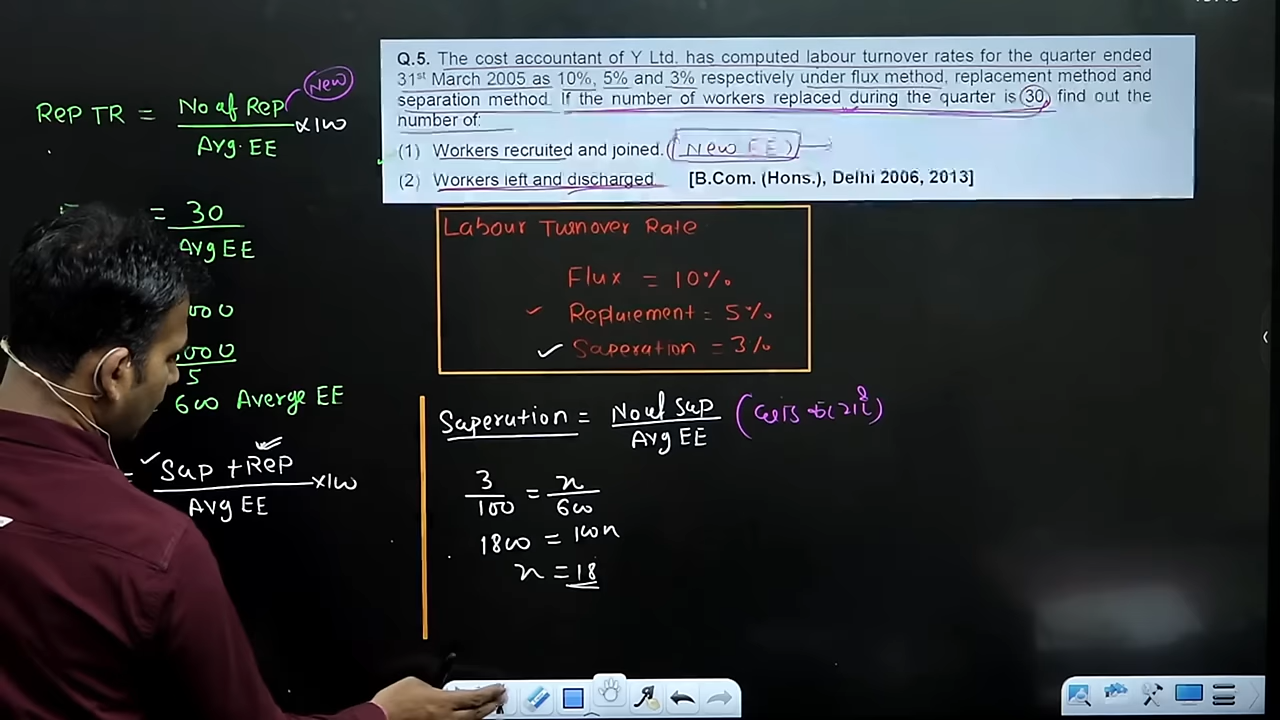 New
Rep TR = No of Rep / Avg. EE × 100
= 30
Avg EE
5
600 Averge EE
= Sap + Rep / Avg EE × 100
Q.5. The cost accountant of Y Ltd. has computed labour turnover rates for the quarter ended
31st March 2005 as 10%, 5% and 3% respectively under flux method, replacement method and
separation method. If the number of workers replaced during the quarter is 30, find out the
number of:
(1) Workers recruited and joined. (New EE)
(2) Workers left and discharged. [B.Com. (Hons.), Delhi 2006, 2013]
Labour Turnover Rate
Flux = 10%
Replacement = 5%
Saperation = 3%
Saperation = No of Sap / Avg EE
3/100 = x/600
1800 = 100x
x = 18